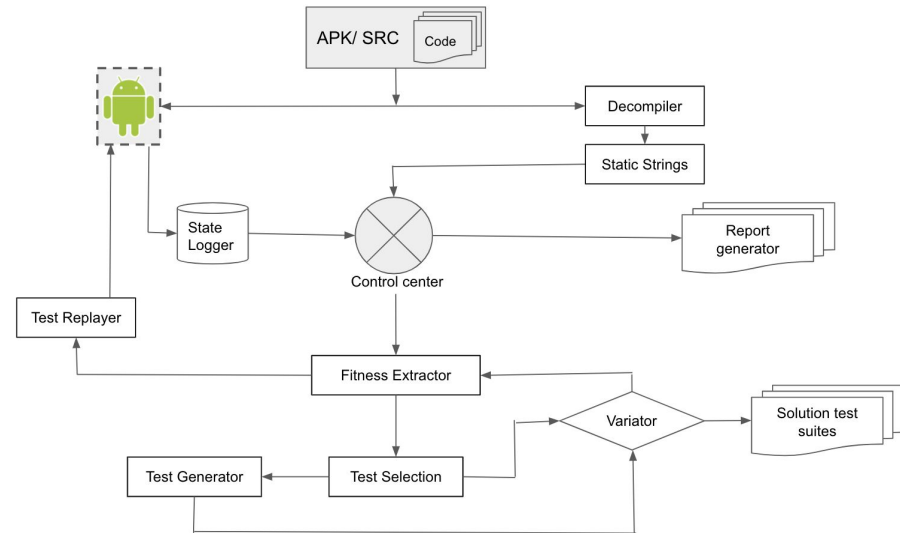 APK/ SRC
Code
Decompiler
Static Strings
State
Logger
Report
generator
Control center
Test Replayer
Fitness Extractor
Variator
Solution test
suites
Test Generator
Test Selection